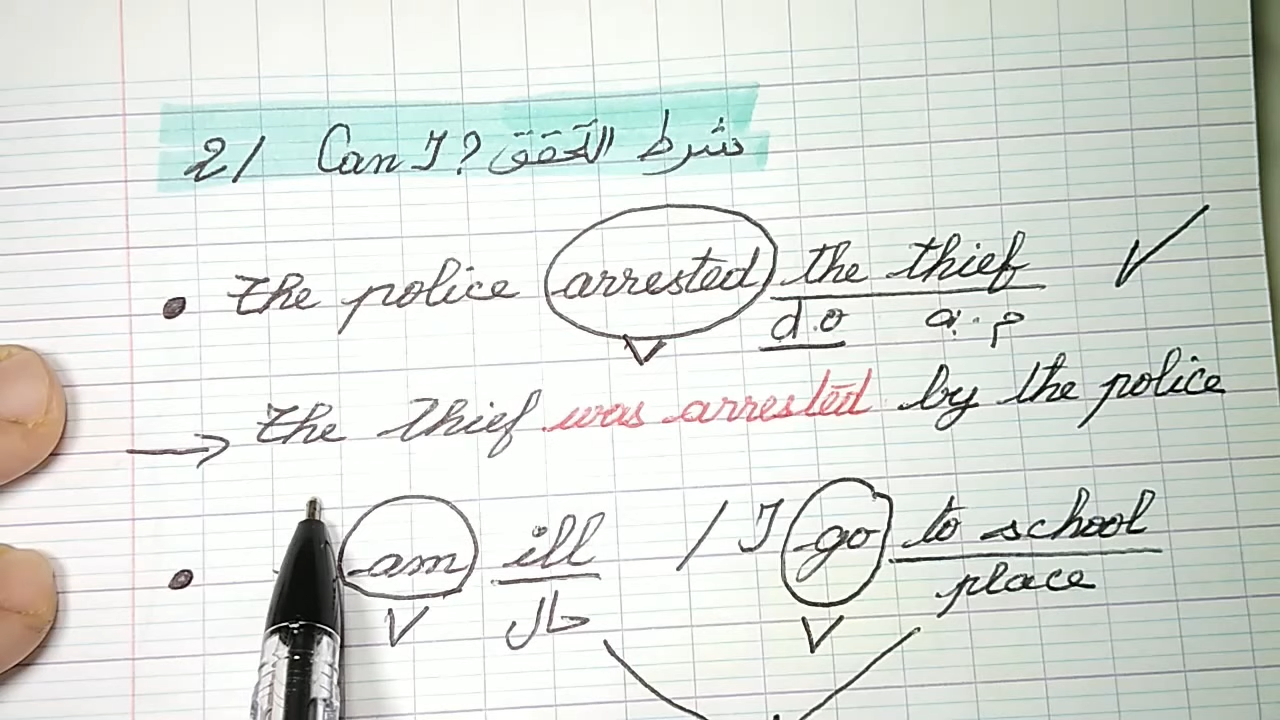 2/ Can I? شرط التحقق
• The police arrested the thief ✓
V d.o م.ه
→ The thief was arrested by the police
• am ill / I go to school
V حال V place